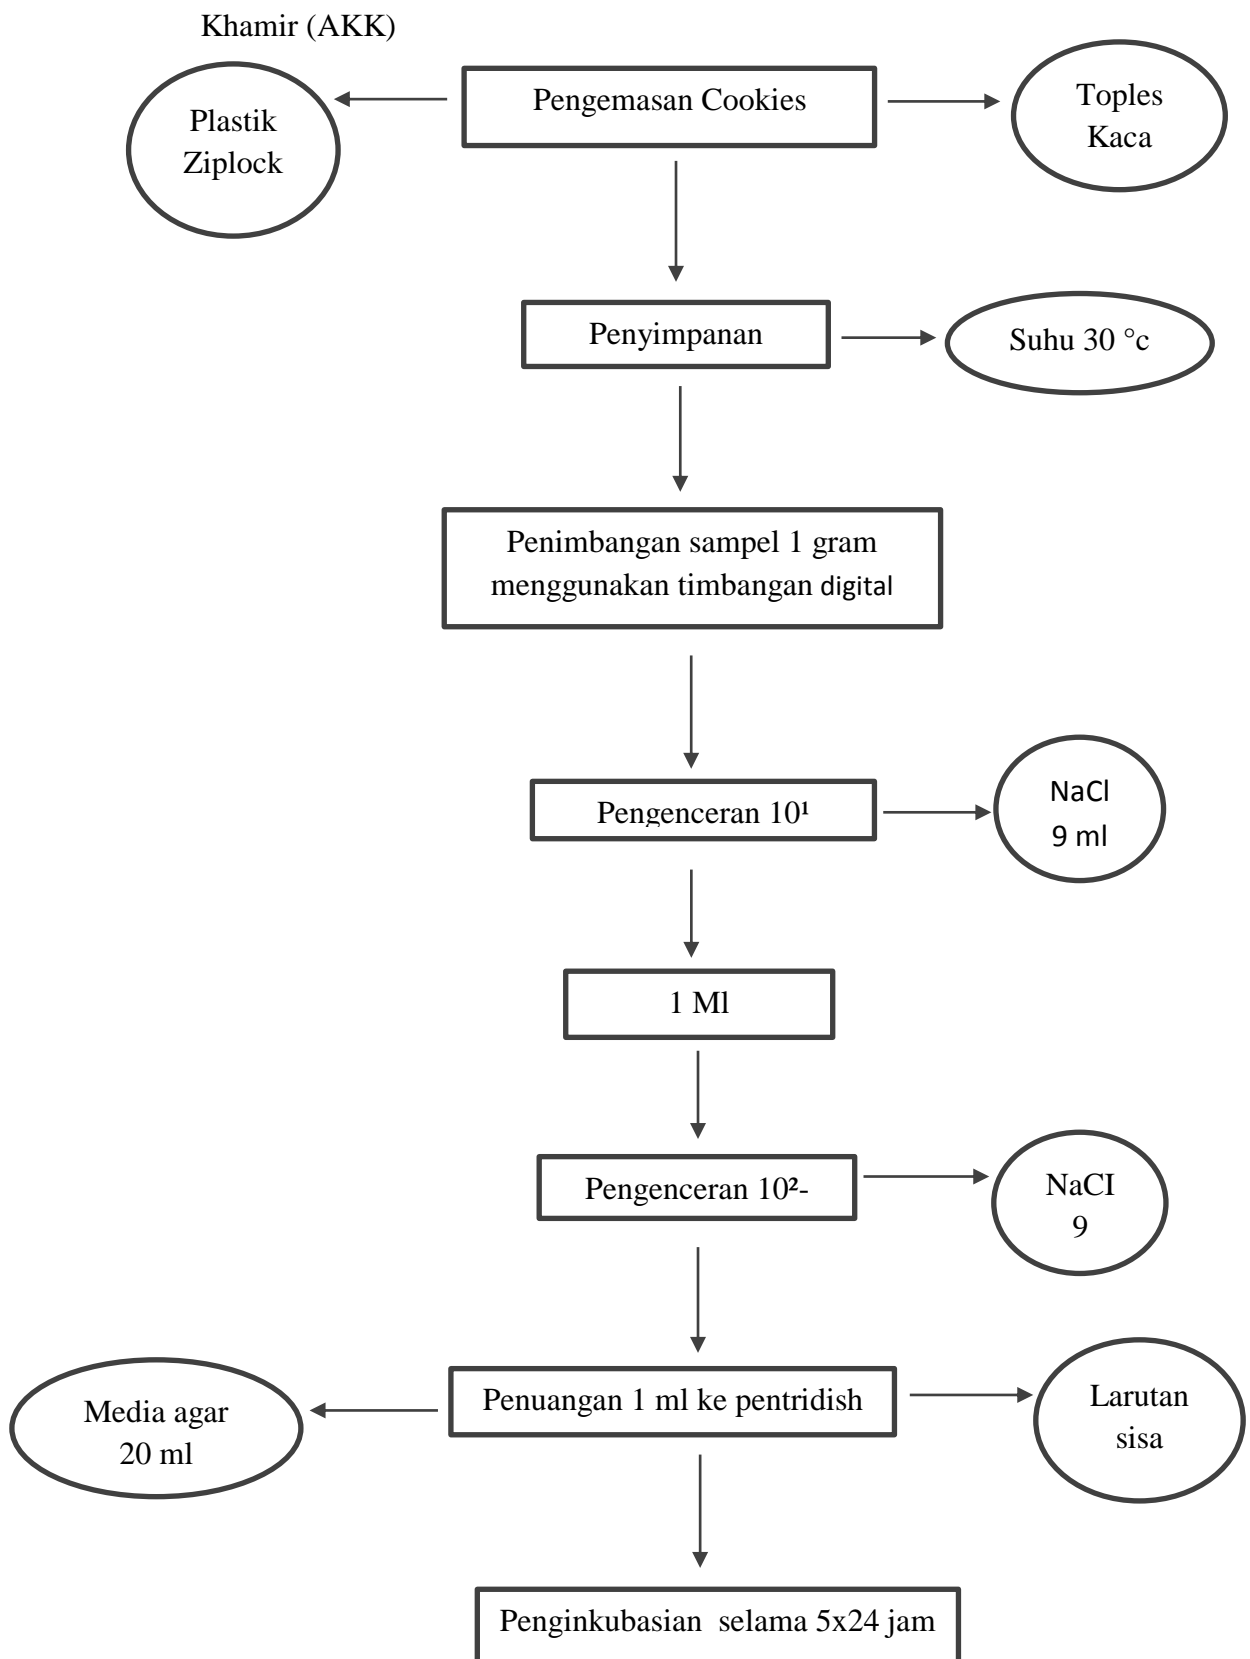 Khamir (AKK)
Plastik
Ziplock
Pengemasan Cookies
Toples
Kaca
Penyimpanan
Suhu 30 °c
Penimbangan sampel 1 gram
menggunakan timbangan digital
Pengenceran 10¹
NaCl
9 ml
1 Ml
Pengenceran 10²-
NaCI
9
Media agar
20 ml
Penuangan 1 ml ke pentridish
Larutan
sisa
Penginkubasian  selama 5x24 jam